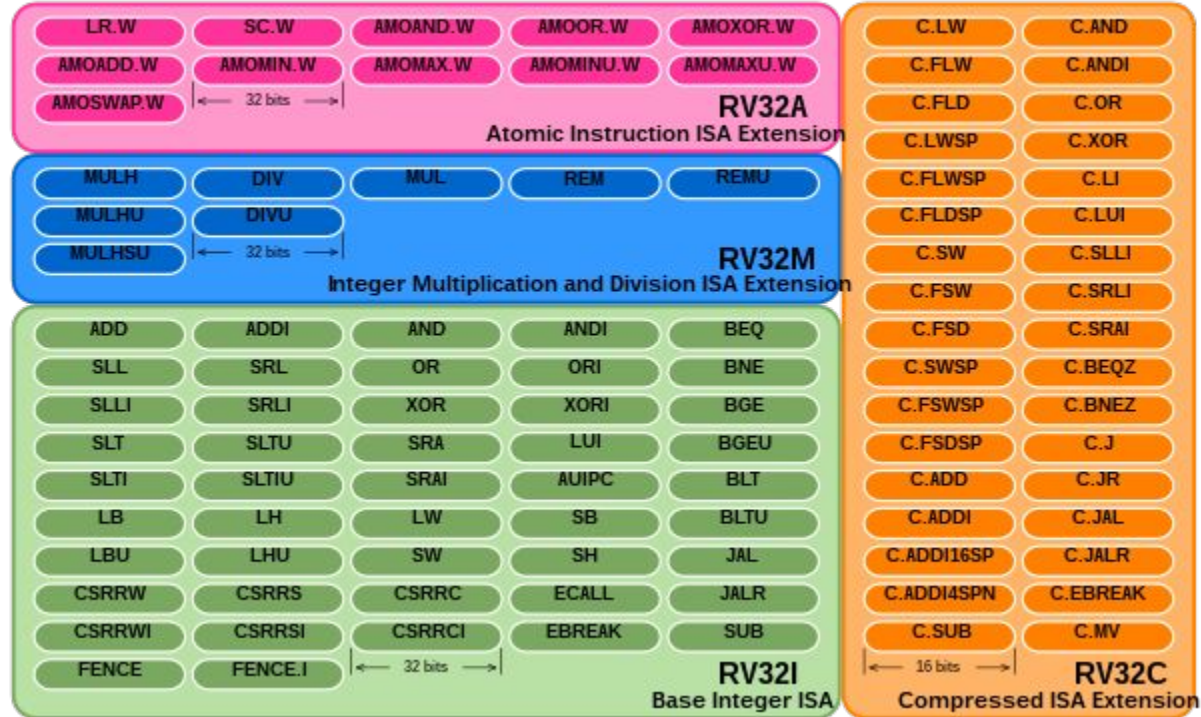 LR.W SC.W AMOAND.W AMOOR.W AMOXOR.W
AMOADD.W AMOMIN.W AMOMAX.W AMOMINU.W AMOMAXU.W
AMOSWAP.W 32 bits
RV32A
Atomic Instruction ISA Extension
MULH DIV MUL REM REMU
MULHU DIVU
MULHSU 32 bits
RV32M
Integer Multiplication and Division ISA Extension
ADD ADDI AND ANDI BEQ
SLL SRL OR ORI BNE
SLLI SRLI XOR XORI BGE
SLT SLTU SRA LUI BGEU
SLTI SLTIU SRAI AUIPC BLT
LB LH LW SB BLTU
LBU LHU SW SH JAL
CSRRW CSRRS CSRRC ECALL JALR
CSRRWI CSRRSI CSRRCI EBREAK SUB
FENCE FENCE.I 32 bits
RV32I
Base Integer ISA
C.LW C.AND
C.FLW C.ANDI
C.FLD C.OR
C.LWSP C.XOR
C.FLWSP C.LI
C.FLDSP C.LUI
C.SW C.SLLI
C.FSW C.SRLI
C.FSD C.SRAI
C.SWSP C.BEQZ
C.FSWSP C.BNEZ
C.FSDSP C.J
C.ADD C.JR
C.ADDI C.JAL
C.ADDI16SP C.JALR
C.ADDI4SPN C.EBREAK
C.SUB C.MV
16 bits
RV32C
Compressed ISA Extension